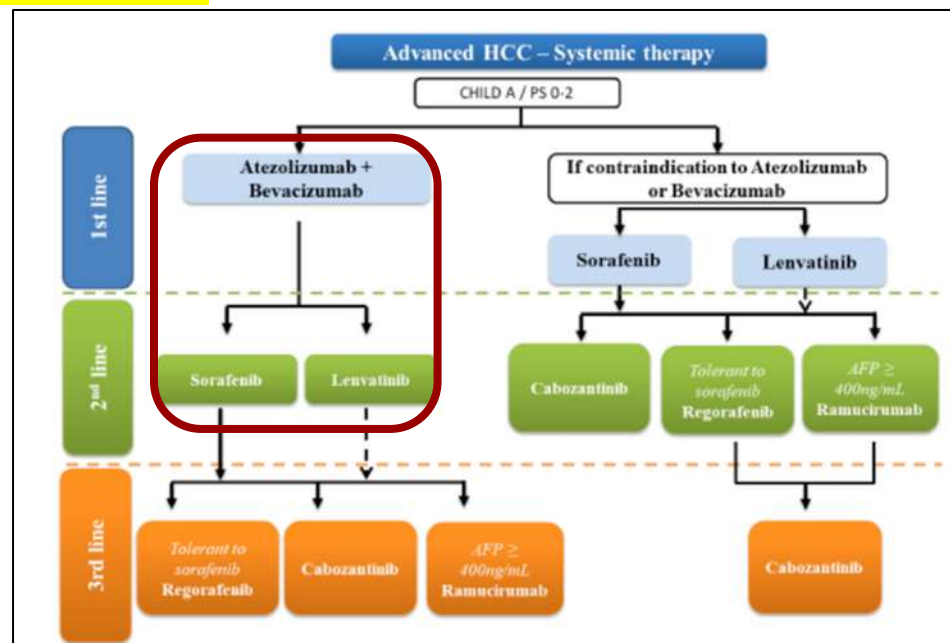 Advanced HCC – Systemic therapy
CHILD A / PS 0-2
1st line
Atezolizumab +
Bevacizumab
If contraindication to Atezolizumab
or Bevacizumab
Sorafenib
Lenvatinib
2nd line
Sorafenib
Lenvatinib
Cabozantinib
Tolerant to
sorafenib
Regorafenib
AFP ≥
400ng/mL
Ramucirumab
3rd line
Tolerant to
sorafenib
Regorafenib
Cabozantinib
AFP ≥
400ng/mL
Ramucirumab
Cabozantinib